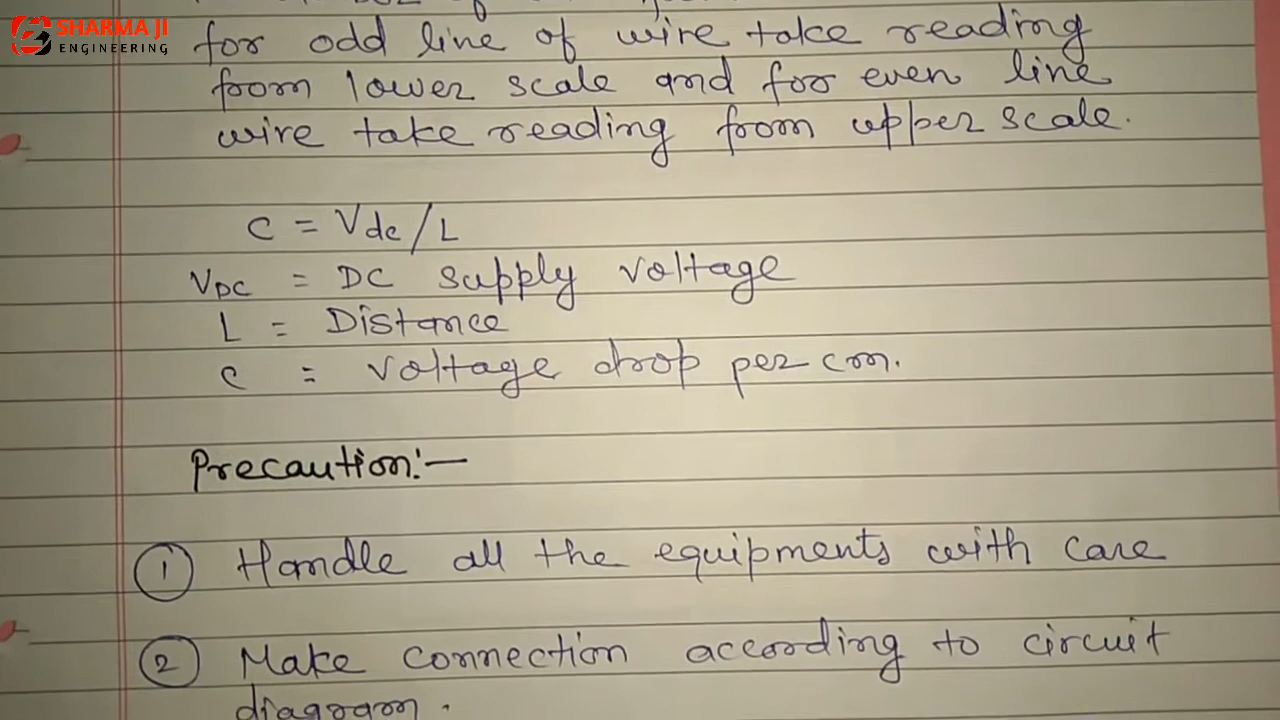 SHARMA JI
ENGINEERING
for odd line of wire take reading
from lower scale and for even line
wire take reading from upper scale.
C = Vdc/L
VDC = DC supply voltage
L = Distance
C = voltage drop per cm.
Precaution:-
1 Handle all the equipments with care
2 Make connection according to circuit
diagram.